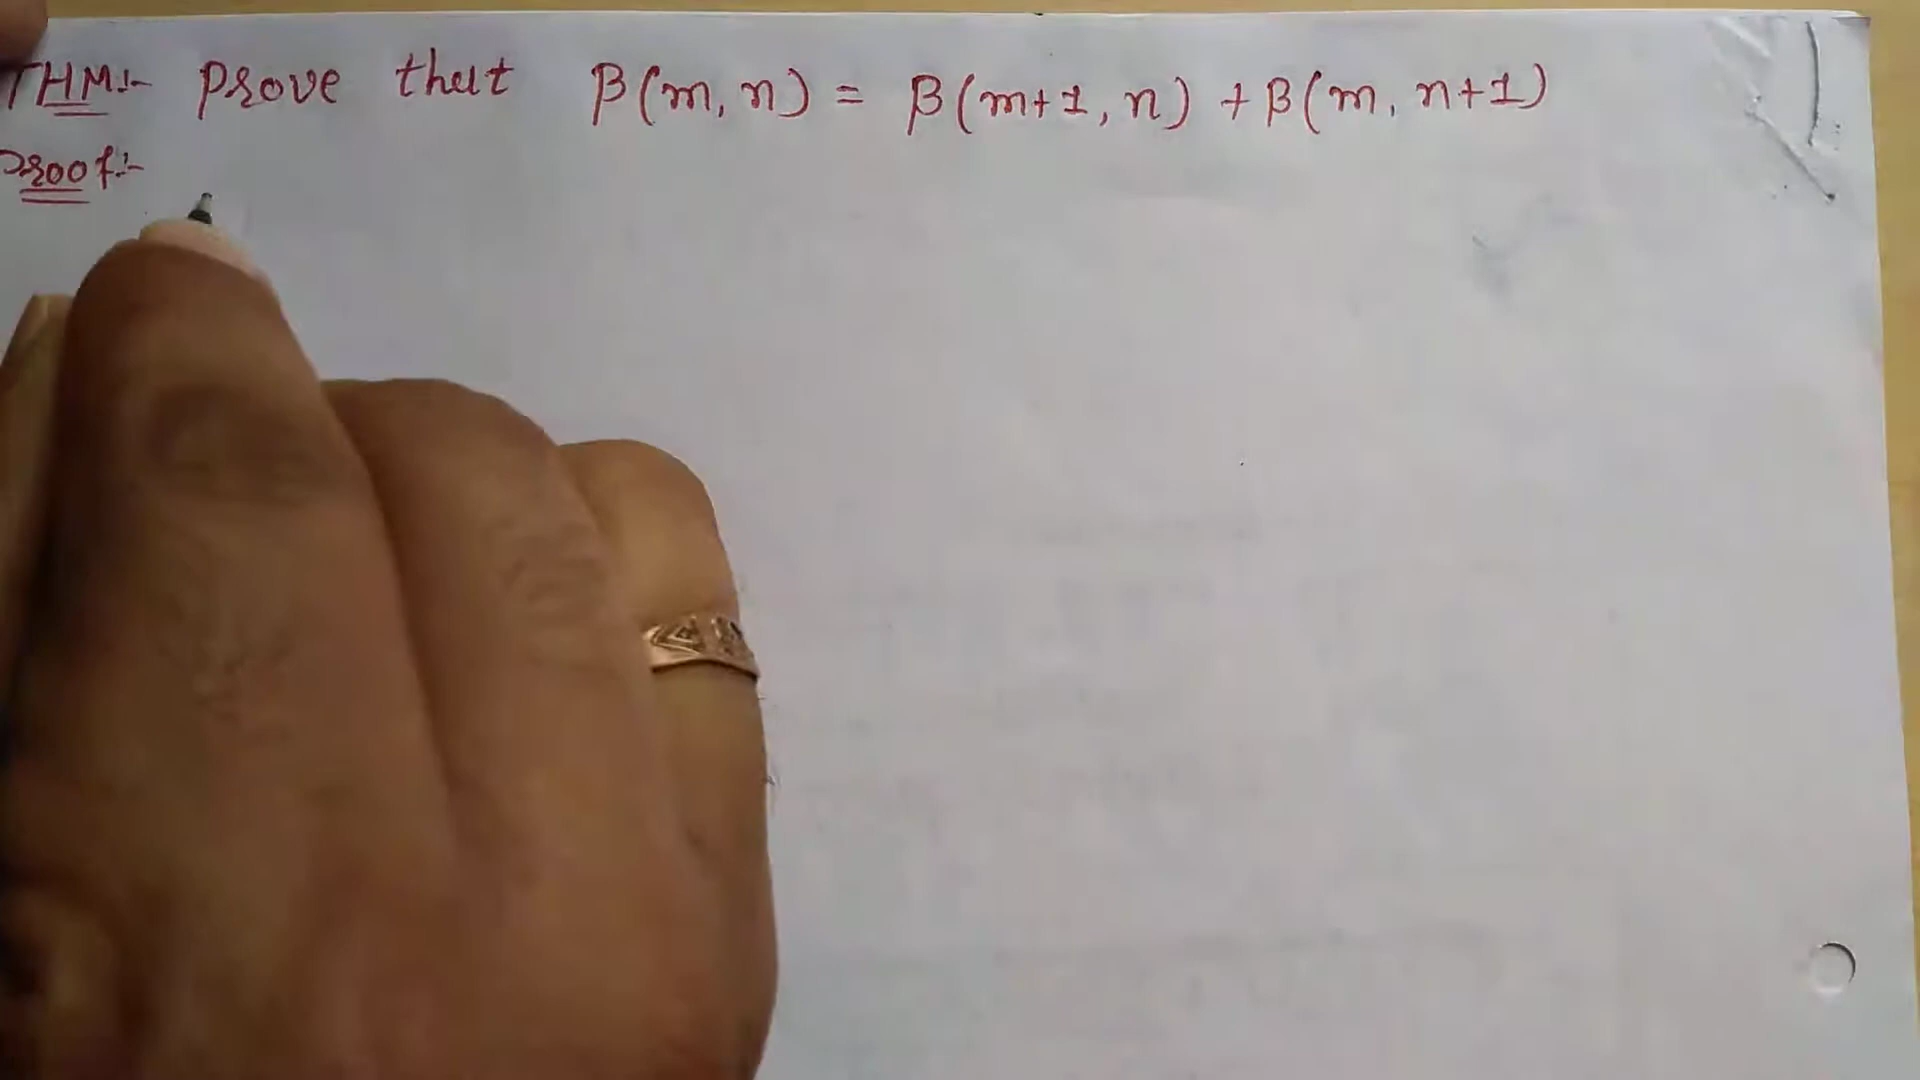 THM:- Prove that β(m, n) = β(m+1, n) + β(m, n+1)
Proof:-